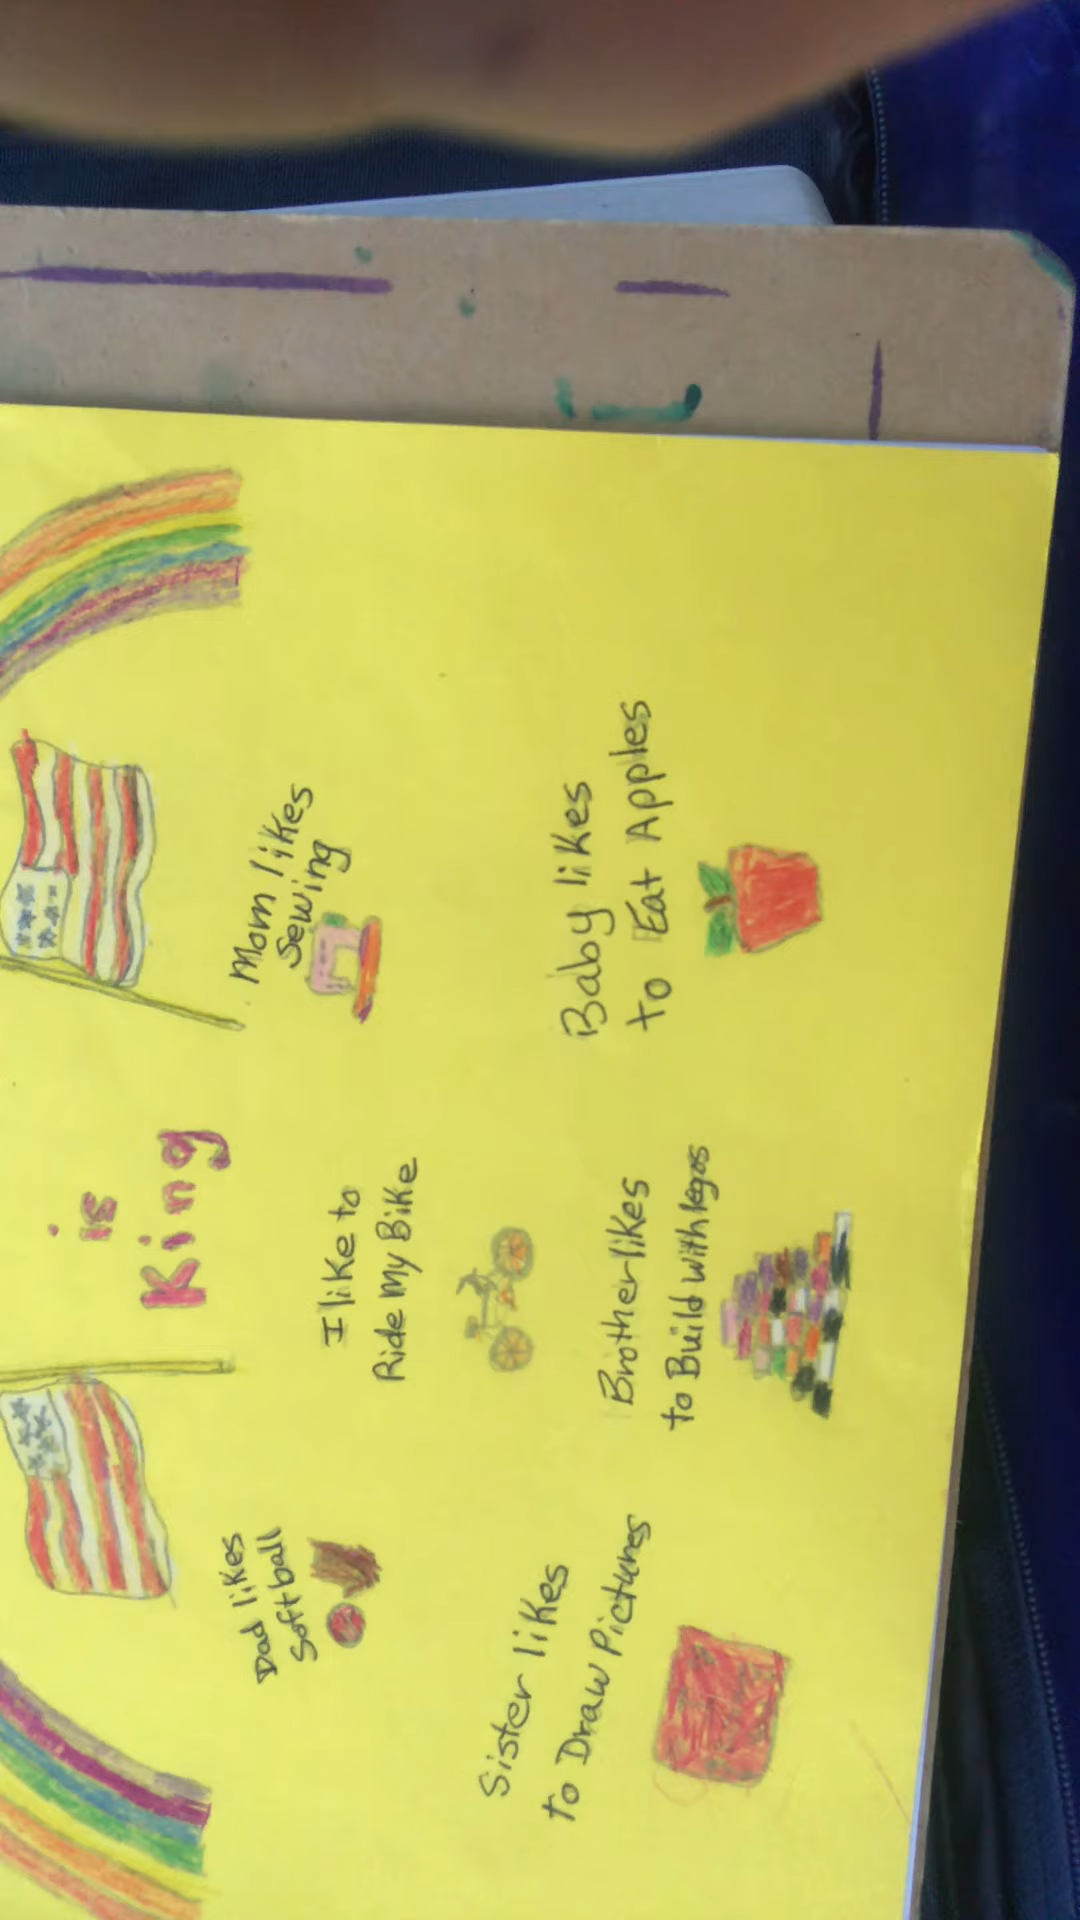 is
King
Dad likes
Softball
I like to
Ride My Bike
Mom likes
Sewing
Sister likes
to Draw Pictures
Brother likes
to Build with legos
Baby likes
to Eat Apples